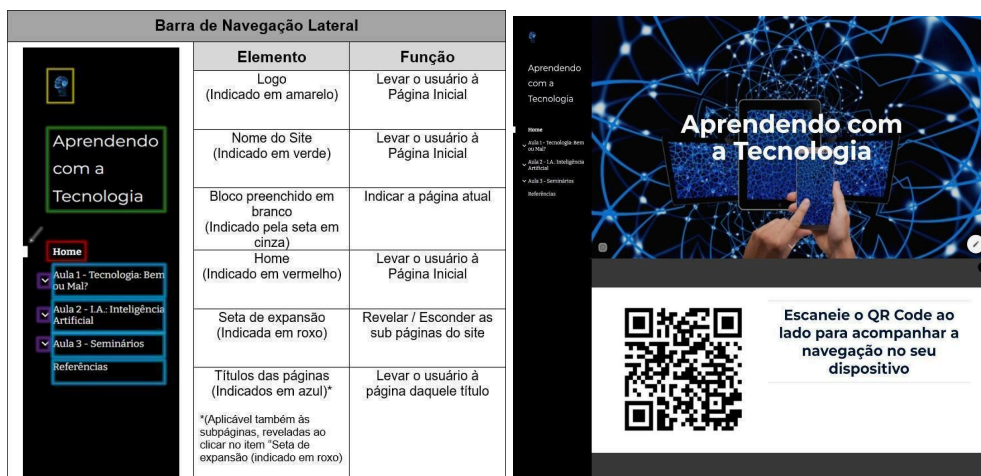 Barra de Navegação Lateral
Aprendendo
com a
Tecnologia
Home
Aula 1 - Tecnologia: Bem
ou Mal?
Aula 2 - I.A.: Inteligência
Artificial
Aula 3 - Seminários
Referências
Elemento
Função
Logo
(Indicado em amarelo)
Levar o usuário à
Página Inicial
Nome do Site
(Indicado em verde)
Levar o usuário à
Página Inicial
Bloco preenchido em
branco
(Indicado pela seta em
cinza)
Indicar a página atual
Home
(Indicado em vermelho)
Levar o usuário à
Página Inicial
Seta de expansão
(Indicada em roxo)
Revelar / Esconder as
sub páginas do site
Títulos das páginas
(Indicados em azul)*
*(Aplicável também às
subpáginas, reveladas ao
clicar no item "Seta de
expansão (indicado em roxo)
Levar o usuário à
página daquele título
Aprendendo
com a
Tecnologia
Home
Aula 1 - Tecnologia: Bem
ou Mal?
Aula 2 - I.A.: Inteligência
Artificial
Aula 3 - Seminários
Referências
Aprendendo com
a Tecnologia
Escaneie o QR Code ao
lado para acompanhar a
navegação no seu
dispositivo